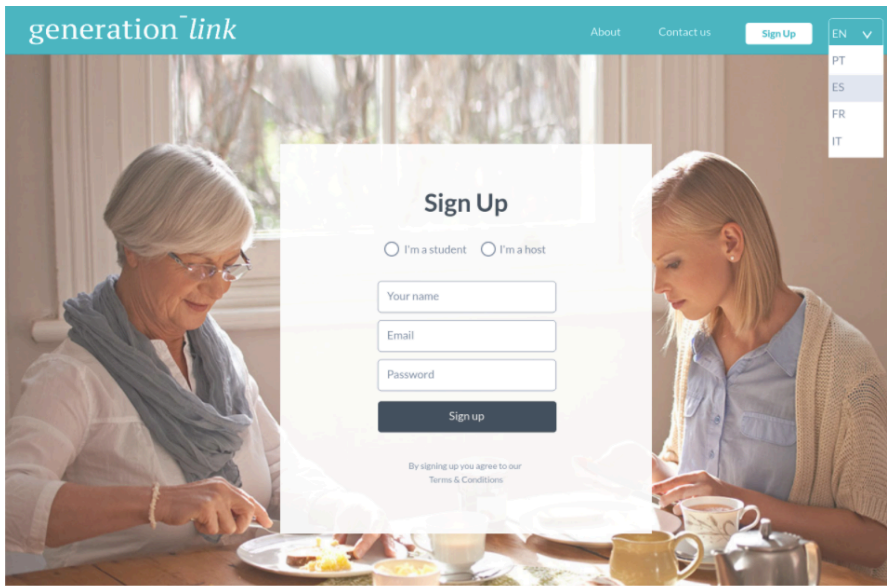 generation‾link
About
Contact us
Sign Up
EN
PT
ES
FR
IT
Sign Up
I'm a student
I'm a host
Your name
Email
Password
Sign up
By signing up you agree to our
Terms & Conditions